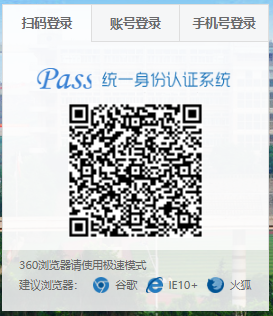 扫码登录 账号登录 手机号登录
Pass 统一身份认证系统
360浏览器请使用极速模式
建议浏览器： 谷歌 IE10+ 火狐